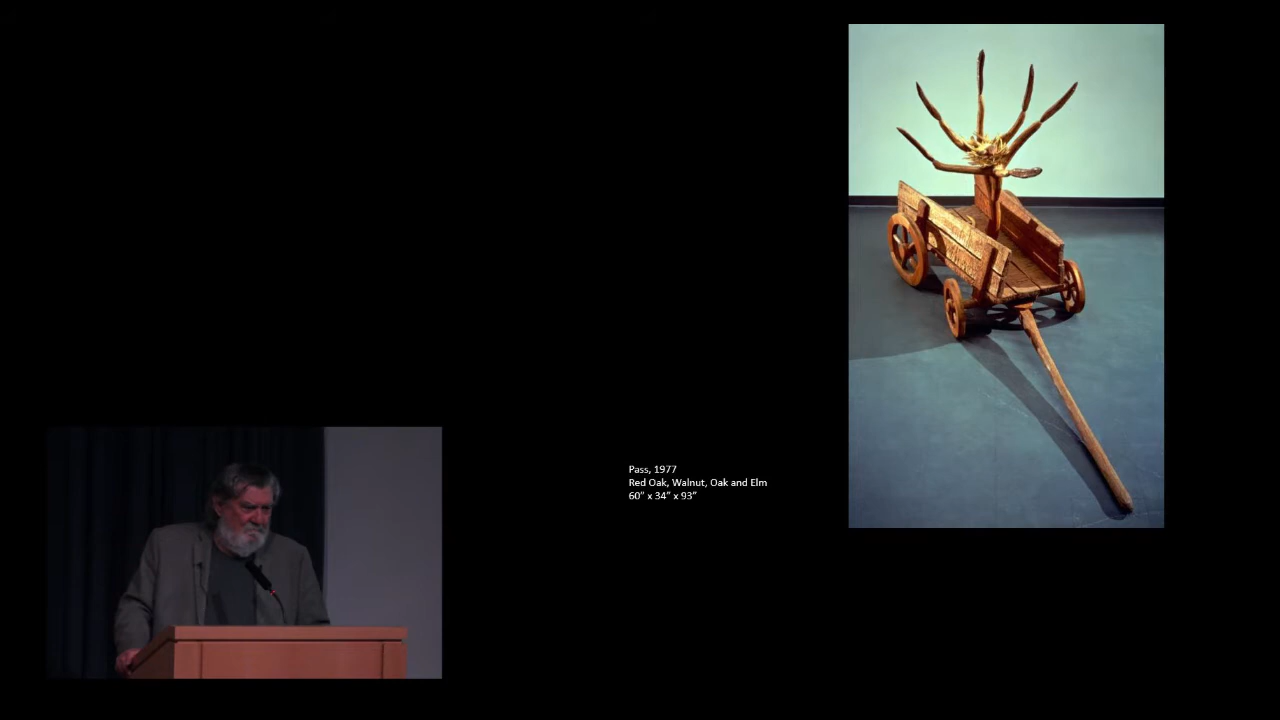 Pass, 1977
Red Oak, Walnut, Oak and Elm
60” x 34” x 93”